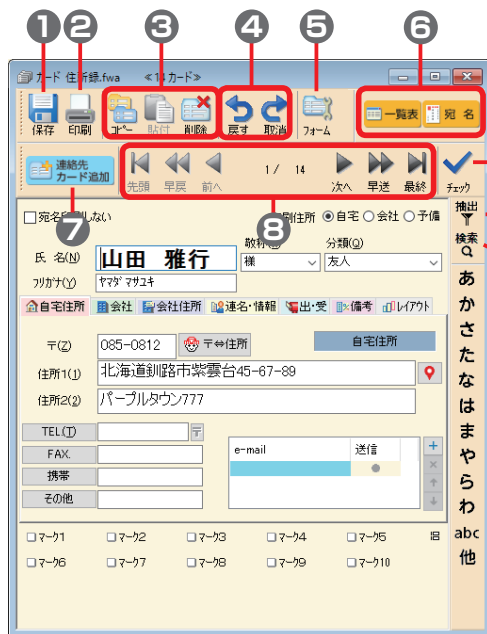 1 2 3 4 5 6
カード 住所録.fwa ≪14カード≫
保存 印刷 コピー 貼付 削除 戻す 取消 フォーム 一覧表 宛 名
連絡先カード追加 先頭 早戻 前へ 1 / 14 次へ 早送 最終 チェック
7 8
宛名印刷しない 刷住所 自宅 会社 予備 抽出
敬称 分類(Q) 検索
氏 名(N) 山田 雅行 様 友人
フリガナ(Y) ヤマダ マサユキ
自宅住所 会社 会社住所 連名・情報 出・受 備考 レイアウト
〒(Z) 085-0812 〒⇔住所 自宅住所
住所1(1) 北海道釧路市紫雲台45-67-89
住所2(2) パープルタウン777
TEL(T) 〒
FAX. e-mail 送信
携帯
その他
マーク1 マーク2 マーク3 マーク4 マーク5
マーク6 マーク7 マーク8 マーク9 マーク10
あ
か
さ
た
な
は
ま
や
ら
わ
abc
他